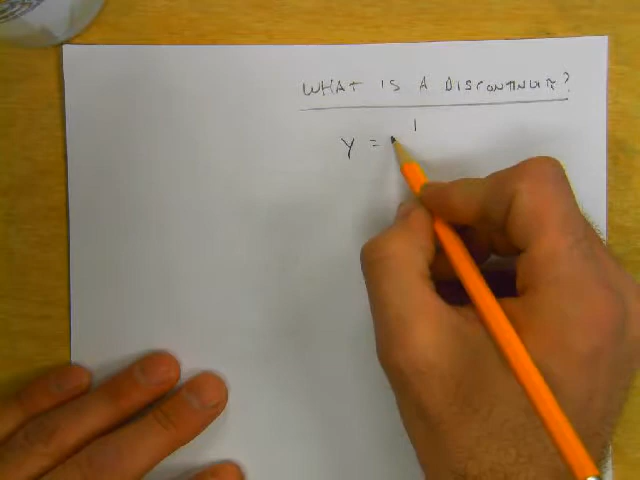 WHAT IS A DISCONTINUITY?
1
Y =